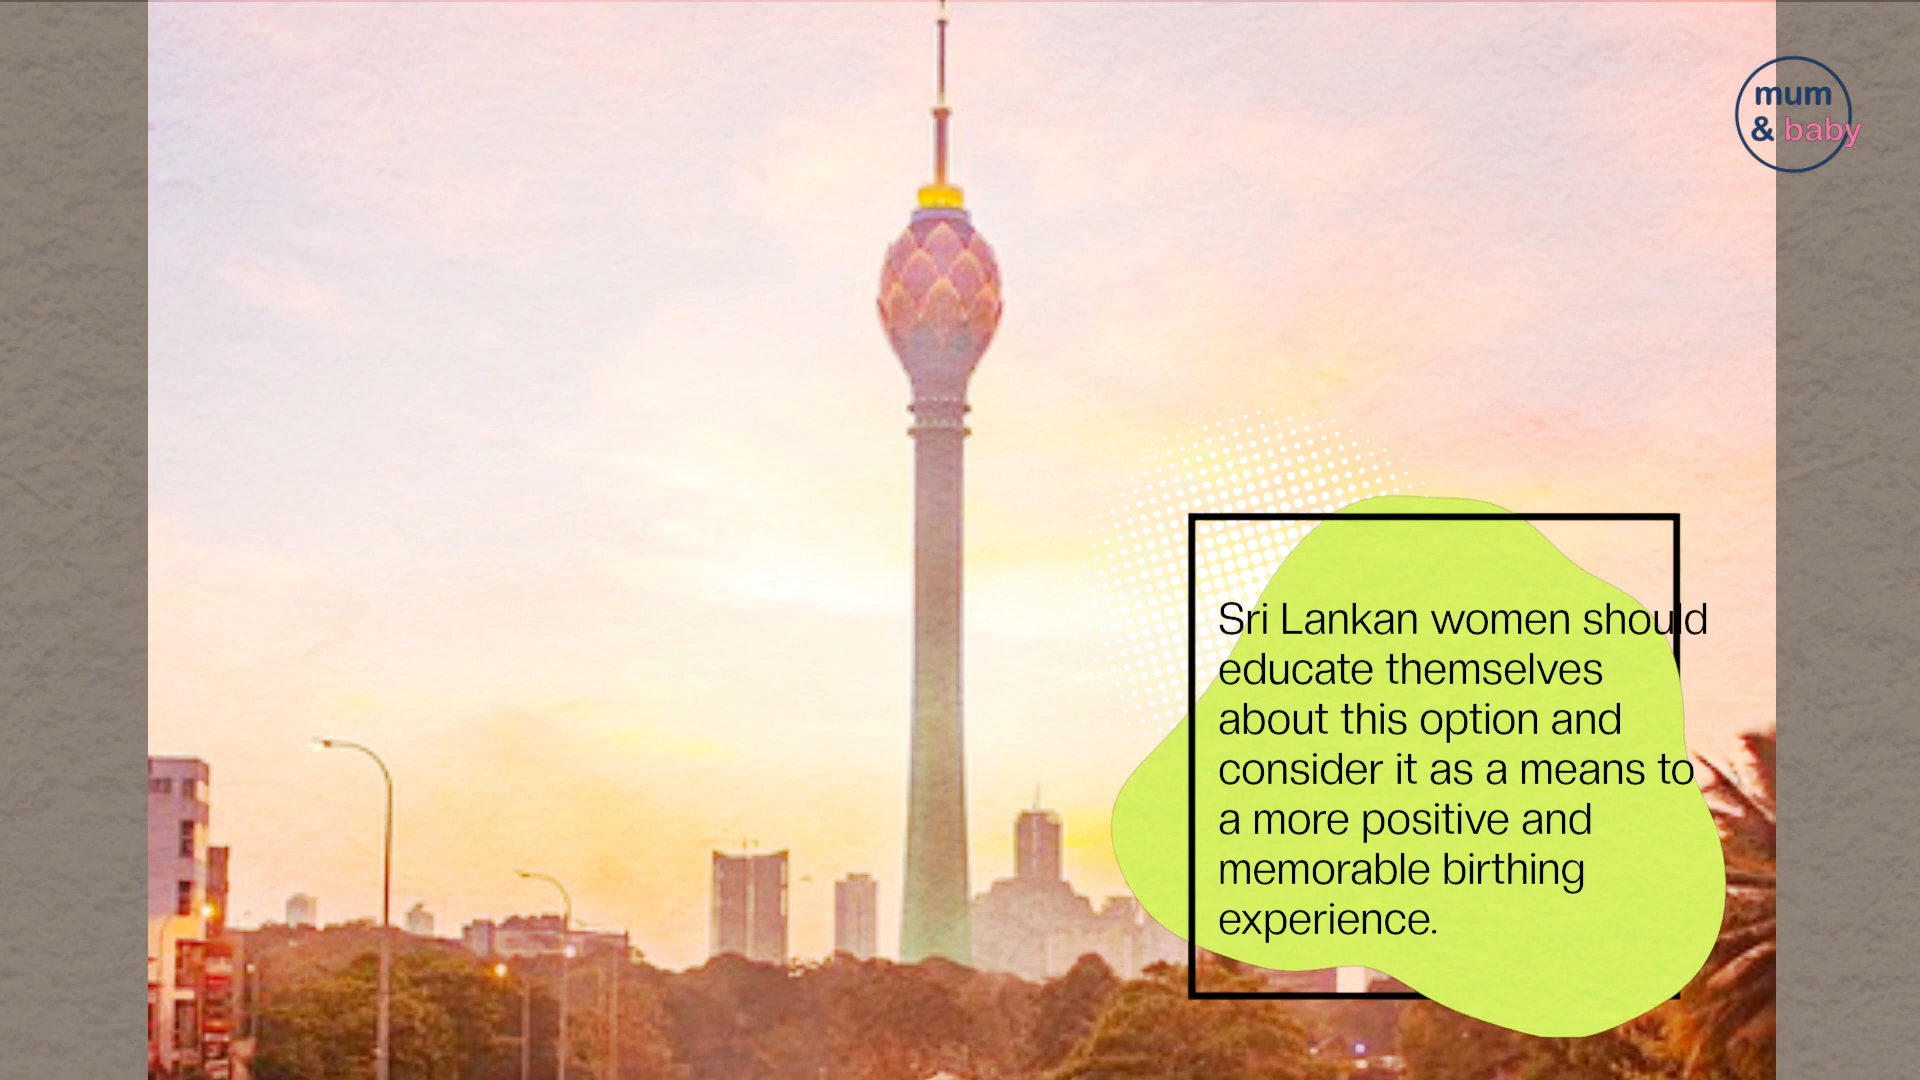 mum
& baby
Sri Lankan women should
educate themselves
about this option and
consider it as a means to
a more positive and
memorable birthing
experience.